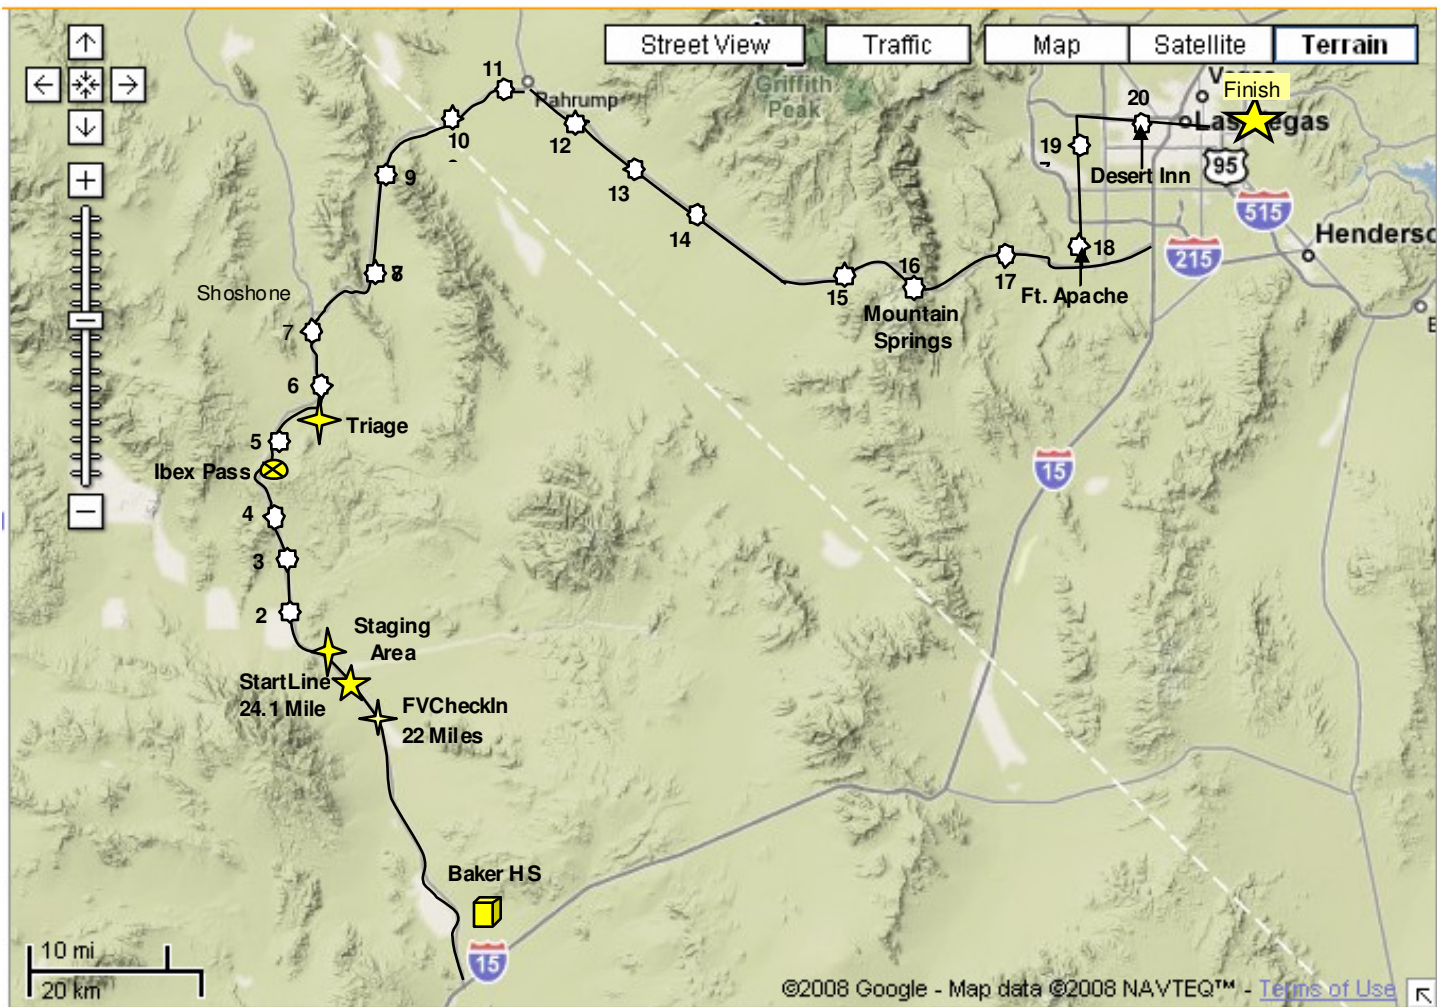 Street View
Traffic
Map
Satellite
Terrain
Griffith
Peak
Vegas
Finish
11
Pahrump
10
12
20
Las Vegas
19
95
9
13
Desert Inn
515
14
18
Henderso
215
8
Shoshone
15
16
17
Ft. Apache
Mountain
Springs
7
6
Triage
5
Ibex Pass
15
4
3
2
Staging
Area
StartLine
24.1 Mile
FVCheckIn
22 Miles
Baker HS
15
10 mi
20 km
©2008 Google - Map data ©2008 NAVTEQ™ - Terms of Use